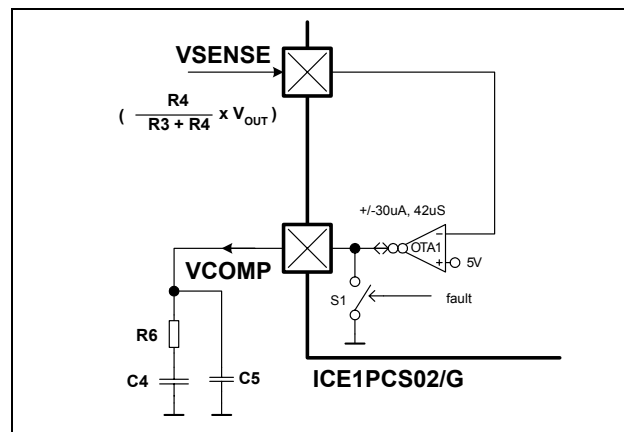 VSENSE
( R4
R3 + R4 x VOUT )
+/-30uA, 42uS
OTA1
5V
VCOMP
S1
fault
R6
C4
C5
ICE1PCS02/G